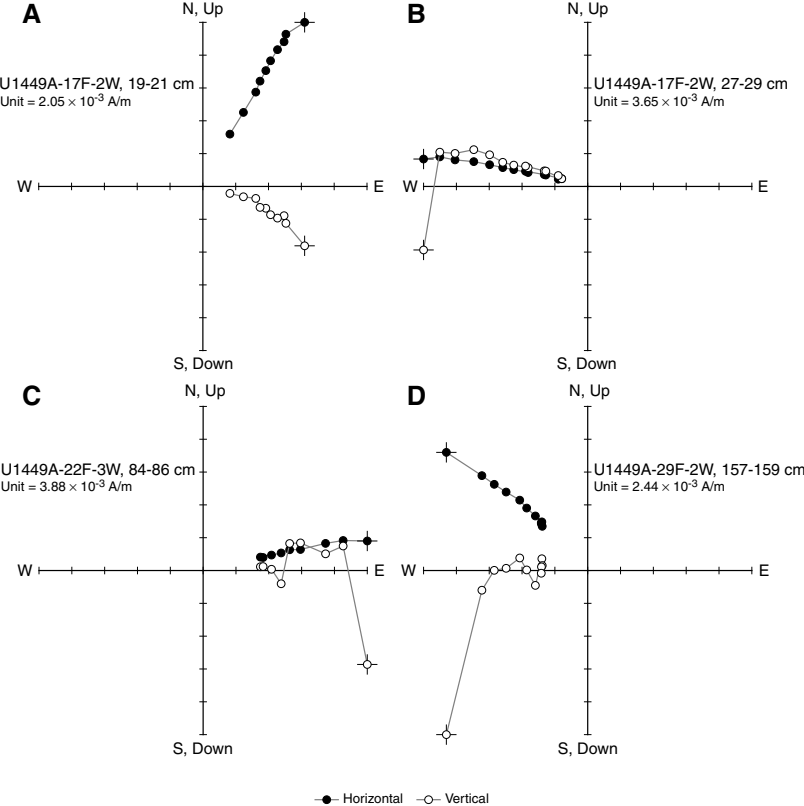 A
N, Up
U1449A-17F-2W, 19-21 cm
Unit = 2.05 × 10⁻³ A/m
W
E
S, Down
B
N, Up
U1449A-17F-2W, 27-29 cm
Unit = 3.65 × 10⁻³ A/m
W
E
S, Down
C
N, Up
U1449A-22F-3W, 84-86 cm
Unit = 3.88 × 10⁻³ A/m
W
E
S, Down
D
N, Up
U1449A-29F-2W, 157-159 cm
Unit = 2.44 × 10⁻³ A/m
W
E
S, Down
Horizontal Vertical